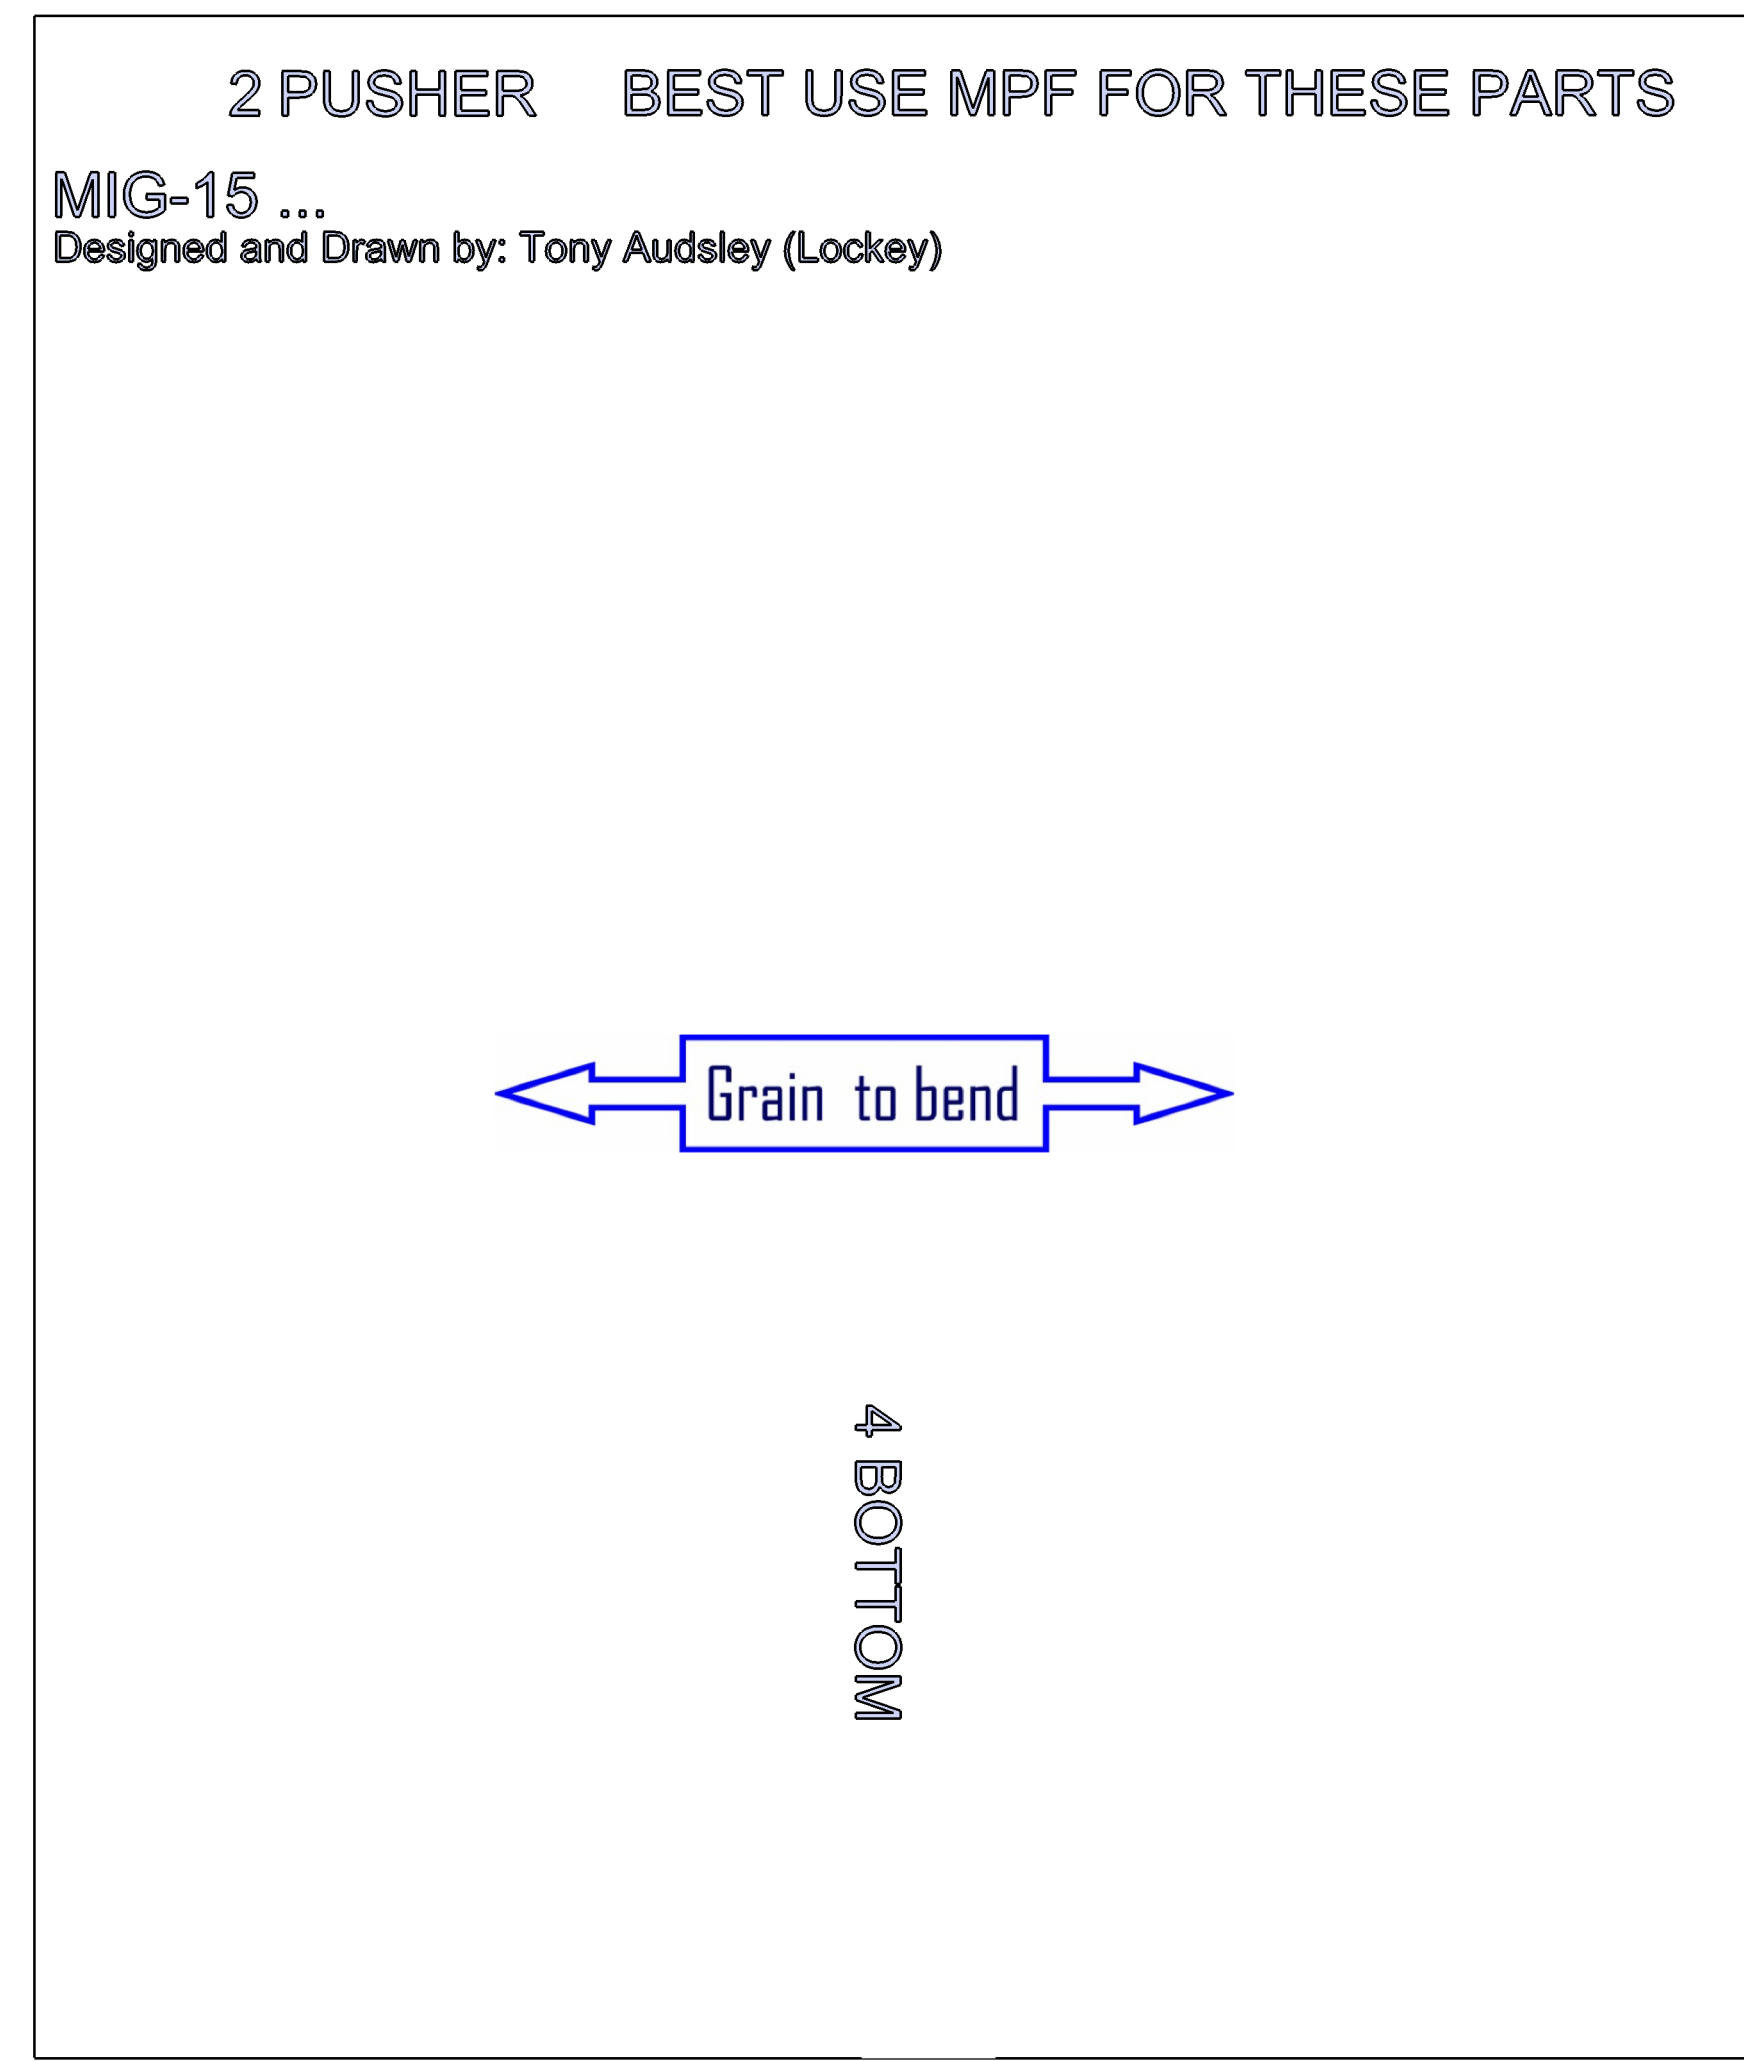 2 PUSHER BEST USE MPF FOR THESE PARTS
MIG-15 ...
Designed and Drawn by: Tony Audsley (Lockey)
Grain to bend
4 BOTTOM